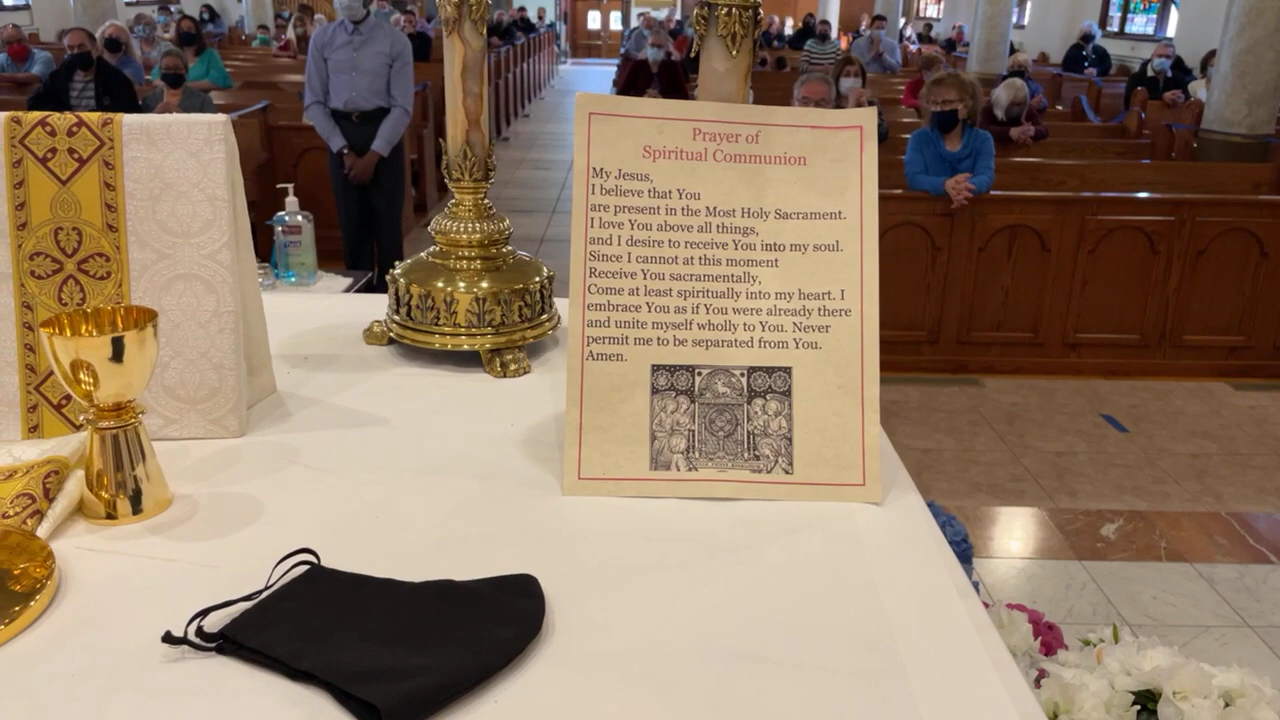 Prayer of
Spiritual Communion
My Jesus,
I believe that You
are present in the Most Holy Sacrament.
I love You above all things,
and I desire to receive You into my soul.
Since I cannot at this moment
Receive You sacramentally,
Come at least spiritually into my heart. I
embrace You as if You were already there
and unite myself wholly to You. Never
permit me to be separated from You.
Amen.